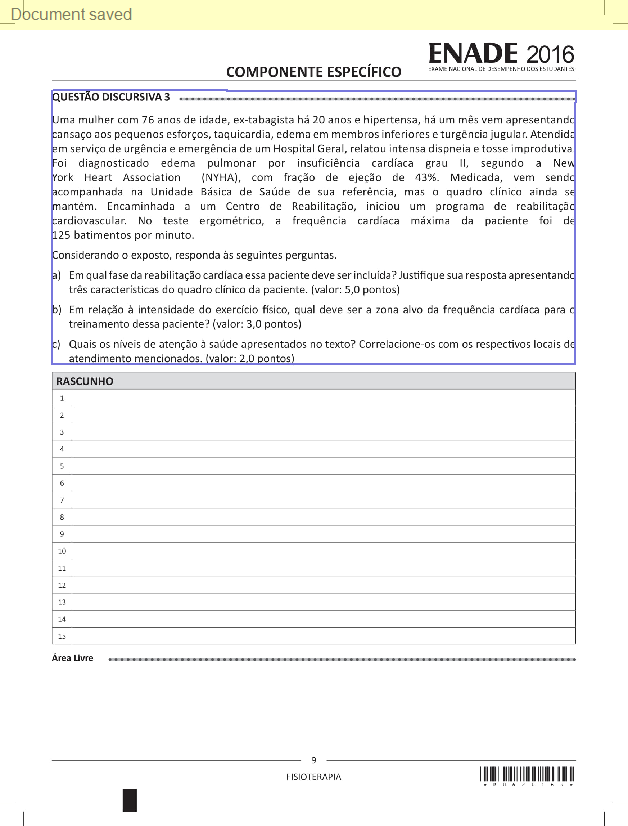 Document saved
ENADE 2016
EXAME NACIONAL DE DESEMPENHO DOS ESTUDANTES
COMPONENTE ESPECÍFICO
QUESTÃO DISCURSIVA 3
Uma mulher com 76 anos de idade, ex-tabagista há 20 anos e hipertensa, há um mês vem apresentando
cansaço aos pequenos esforços, taquicardia, edema em membros inferiores e turgência jugular. Atendida
em serviço de urgência e emergência de um Hospital Geral, relatou intensa dispneia e tosse improdutiva
Foi diagnosticado edema pulmonar por insuficiência cardíaca grau II, segundo a New
York Heart Association (NYHA), com fração de ejeção de 43%. Medicada, vem sendo
acompanhada na Unidade Básica de Saúde de sua referência, mas o quadro clínico ainda se
mantém. Encaminhada a um Centro de Reabilitação, iniciou um programa de reabilitação
cardiovascular. No teste ergométrico, a frequência cardíaca máxima da paciente foi de
125 batimentos por minuto.
Considerando o exposto, responda às seguintes perguntas.
a) Em qual fase da reabilitação cardíaca essa paciente deve ser incluída? Justifique sua resposta apresentando
três características do quadro clínico da paciente. (valor: 5,0 pontos)
b) Em relação à intensidade do exercício físico, qual deve ser a zona alvo da frequência cardíaca para o
treinamento dessa paciente? (valor: 3,0 pontos)
c) Quais os níveis de atenção à saúde apresentados no texto? Correlacione-os com os respectivos locais de
atendimento mencionados. (valor: 2,0 pontos)
RASCUNHO
1
2
3
4
5
6
7
8
9
10
11
12
13
14
15
Área Livre
9
FISIOTERAPIA